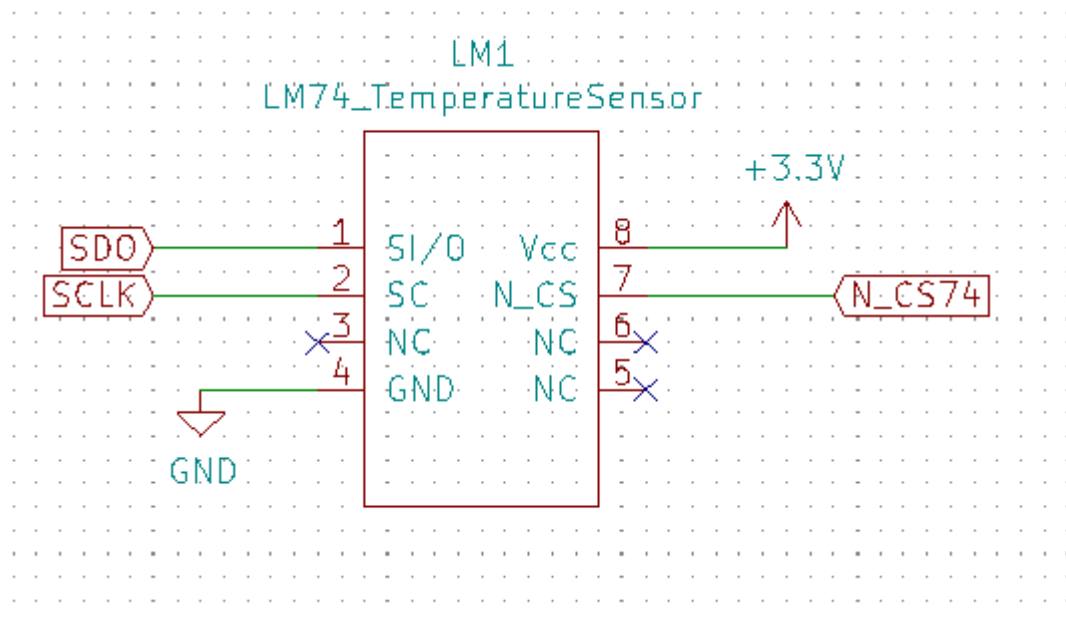 LM1
LM74_TemperatureSensor
+3.3V
SDO 1 SI/O Vcc 8
SCLK 2 SC N_CS 7 N_CS74
3 NC NC 6
4 GND NC 5
GND